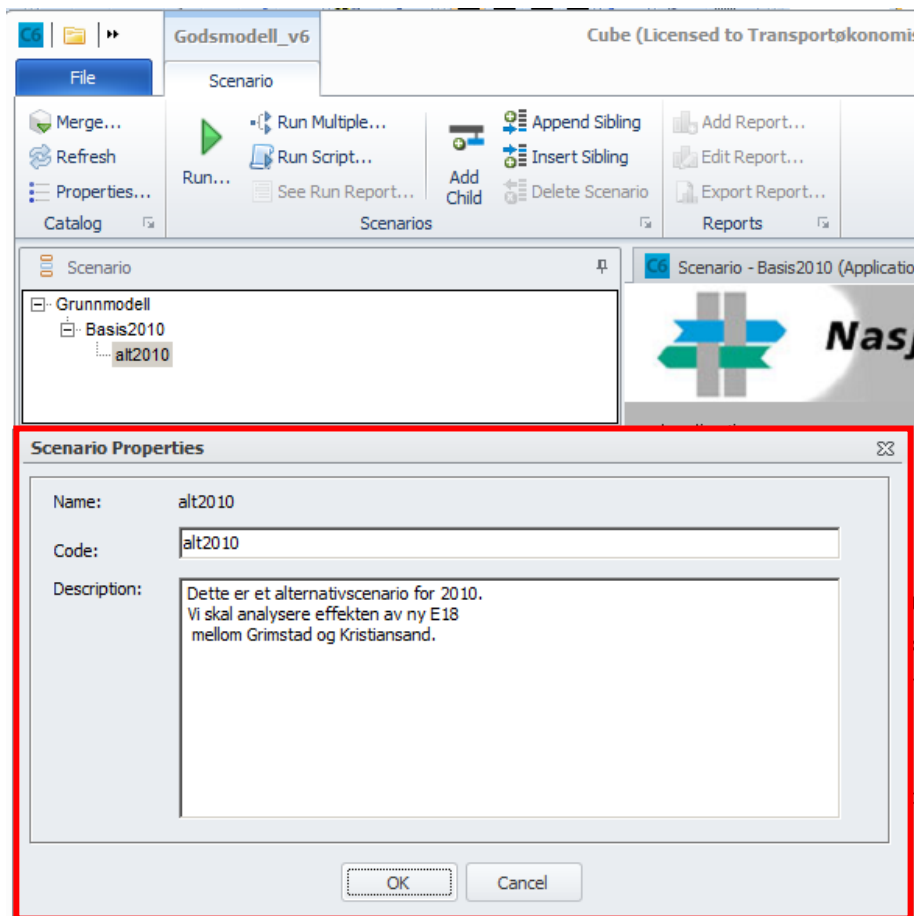 C6
Godsmodell_v6
Cube (Licensed to Transportøkonomis
File
Scenario
Merge...
Refresh
Properties...
Catalog
Run...
Run Multiple...
Run Script...
See Run Report...
Add
Child
Append Sibling
Insert Sibling
Delete Scenario
Scenarios
Add Report...
Edit Report...
Export Report...
Reports
Scenario
Grunnmodell
Basis2010
alt2010
C6 Scenario - Basis2010 (Applicatio
Nasj
Scenario Properties
Name: alt2010
Code: alt2010
Description: Dette er et alternativscenario for 2010.
Vi skal analysere effekten av ny E18
mellom Grimstad og Kristiansand.
OK Cancel